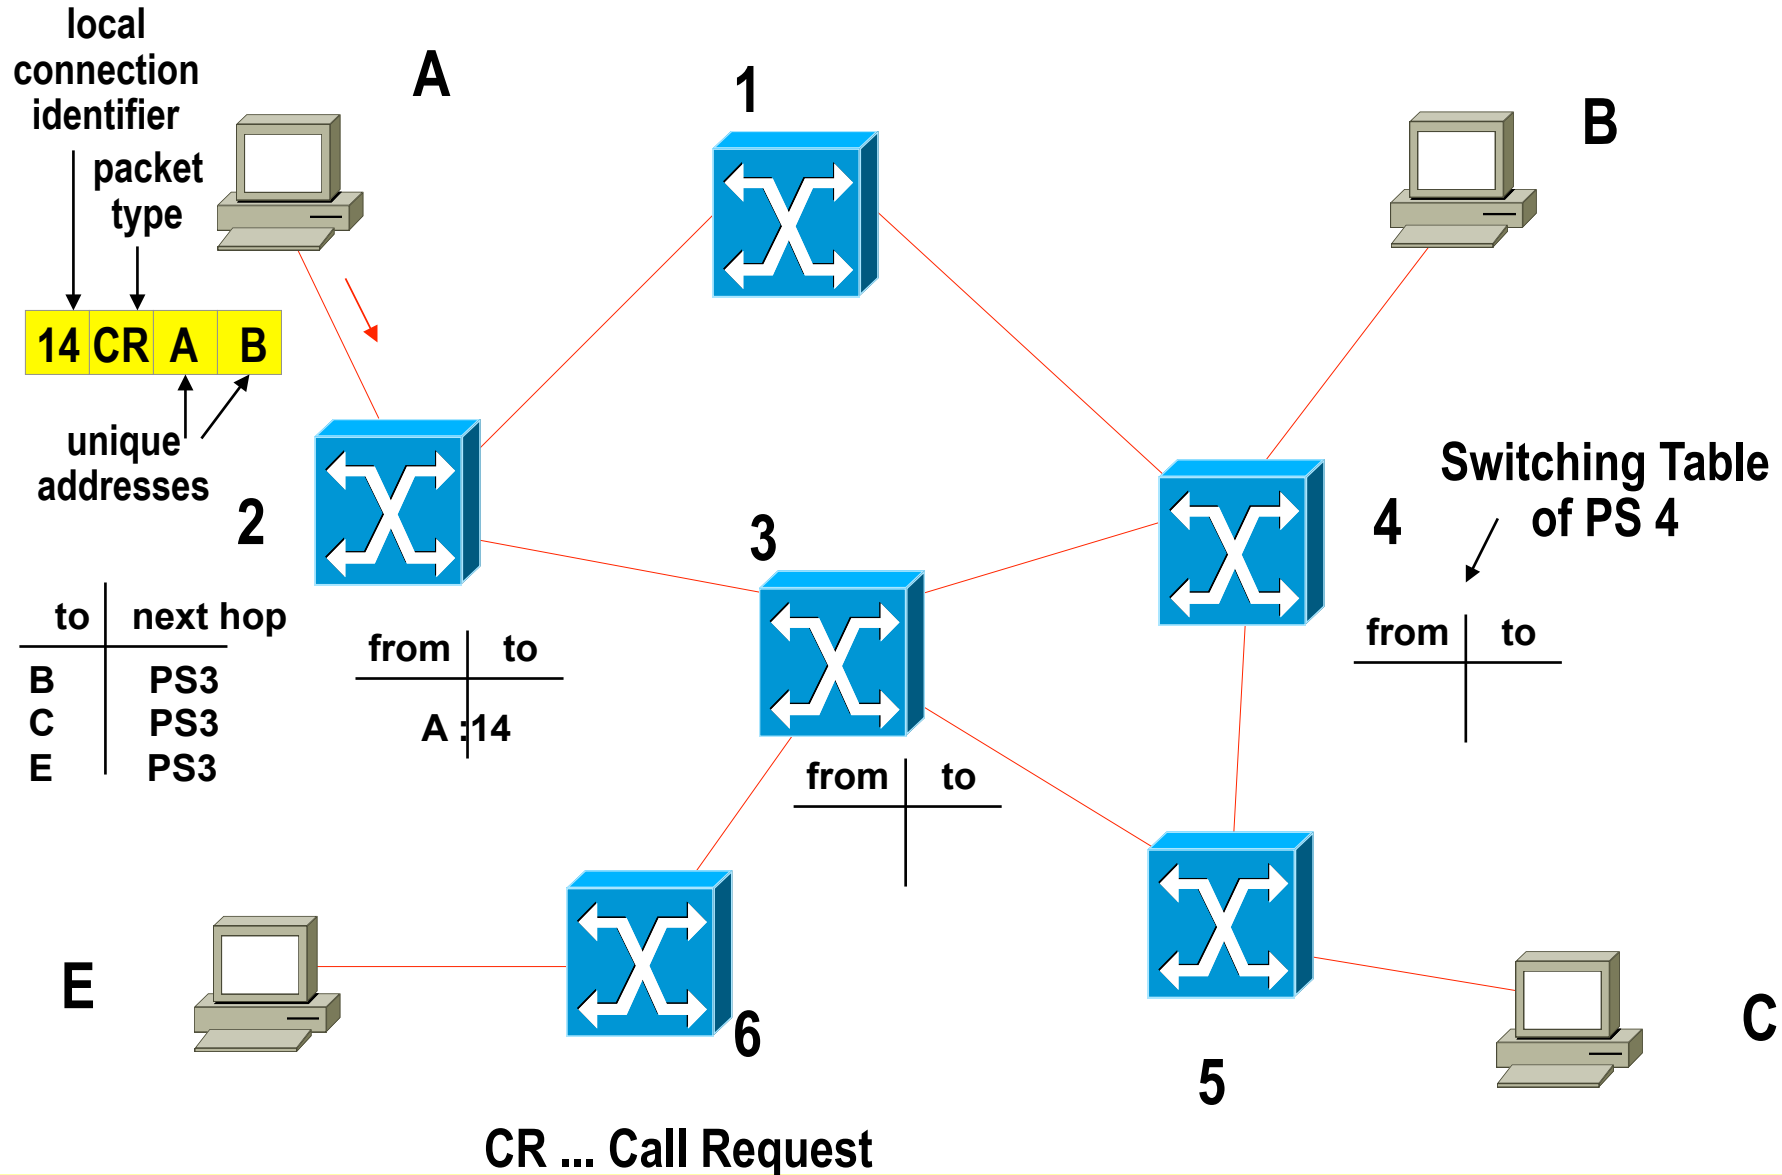 local
connection
identifier
packet
type
14 CR A B
unique
addresses
A
1
B
2
3
4
Switching Table
of PS 4
to next hop
B PS3
C PS3
E PS3
from to
A :14
from to
from to
E
6
5
C
CR ... Call Request